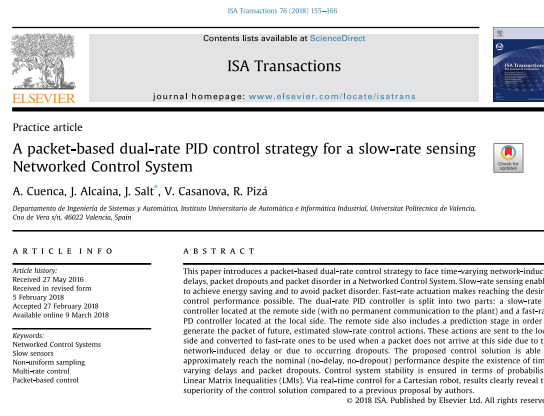 ISA Transactions 76 (2018) 155–166
Contents lists available at ScienceDirect
ISA Transactions
ELSEVIER
journal homepage: www.elsevier.com/locate/isatrans
ISA Transactions
Practice article
A packet-based dual-rate PID control strategy for a slow-rate sensing
Networked Control System
Check for
updates
A. Cuenca, J. Alcaina, J. Salt*, V. Casanova, R. Pizá
Departamento de Ingeniería de Sistemas y Automática, Instituto Universitario de Automática e Informática Industrial, Universitat Politècnica de València,
Cno de Vera s/n, 46022 Valencia, Spain
ARTICLE INFO
Article history:
Received 27 May 2016
Received in revised form
5 February 2018
Accepted 27 February 2018
Available online 9 March 2018
Keywords:
Networked Control Systems
Slow sensors
Non-uniform sampling
Multi-rate control
Packet-based control
ABSTRACT
This paper introduces a packet-based dual-rate control strategy to face time-varying network-induc
delays, packet dropouts and packet disorder in a Networked Control System. Slow-rate sensing enabl
to achieve energy saving and to avoid packet disorder. Fast-rate actuation makes reaching the desir
control performance possible. The dual-rate PID controller is split into two parts: a slow-rate
controller located at the remote side (with no permanent communication to the plant) and a fast-ra
PD controller located at the local side. The remote side also includes a prediction stage in order
generate the packet of future, estimated slow-rate control actions. These actions are sent to the loc
side and converted to fast-rate ones to be used when a packet does not arrive at this side due to t
network-induced delay or due to occurring dropouts. The proposed control solution is able
approximately reach the nominal (no-delay, no-dropout) performance despite the existence of tim
varying delays and packet dropouts. Control system stability is ensured in terms of probabilis
Linear Matrix Inequalities (LMIs). Via real-time control for a Cartesian robot, results clearly reveal t
superiority of the control solution compared to a previous proposal by authors.
© 2018 ISA. Published by Elsevier Ltd. All rights reserve